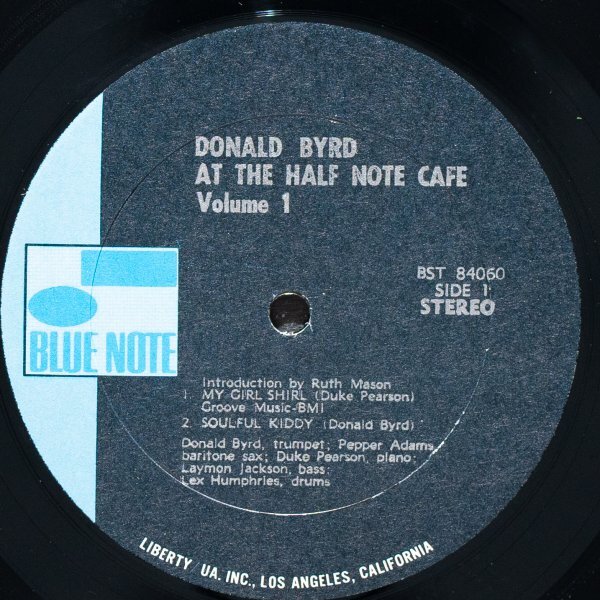 DONALD BYRD
AT THE HALF NOTE CAFE
Volume 1
BST 84060
SIDE 1
STEREO
BLUE NOTE
Introduction by Ruth Mason
1. MY GIRL SHIRL (Duke Pearson)
Groove Music-BMI
2. SOULFUL KIDDY (Donald Byrd)
Donald Byrd, trumpet; Pepper Adams,
baritone sax; Duke Pearson, piano;
Laymon Jackson, bass;
Lex Humphries, drums
LIBERTY UA. INC., LOS ANGELES, CALIFORNIA